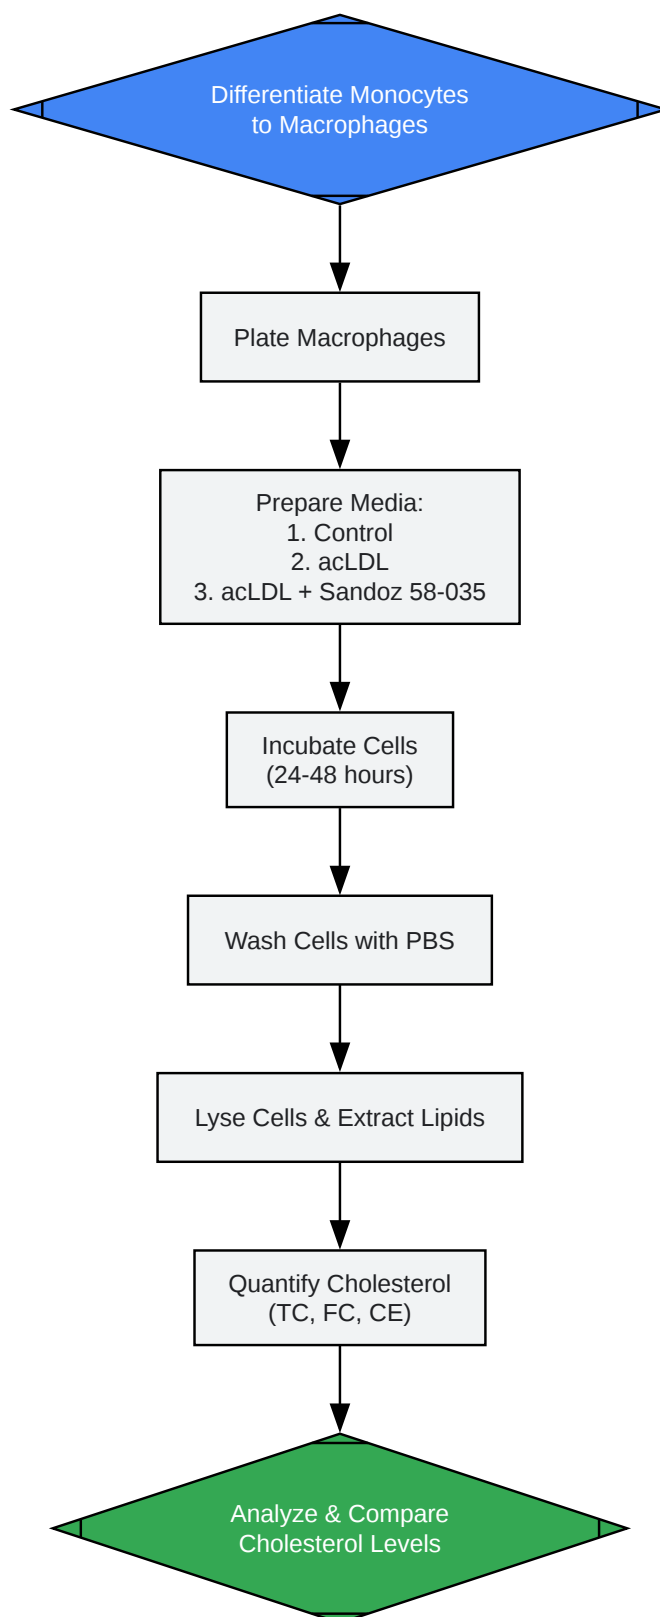 Differentiate Monocytes
to Macrophages
Plate Macrophages
Prepare Media:
1. Control
2. acLDL
3. acLDL + Sandoz 58-035
Incubate Cells
(24-48 hours)
Wash Cells with PBS
Lyse Cells & Extract Lipids
Quantify Cholesterol
(TC, FC, CE)
Analyze & Compare
Cholesterol Levels